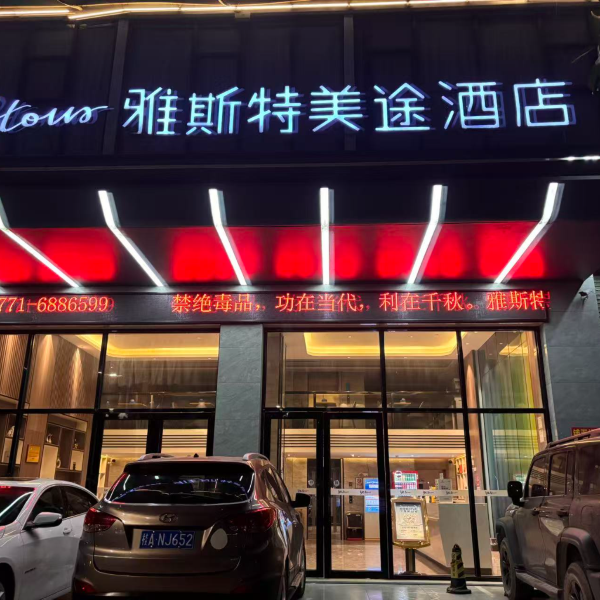 tous 雅斯特美途酒店
771-6886599 禁绝毒品，功在当代，利在千秋。雅斯特
桂A·NJ652